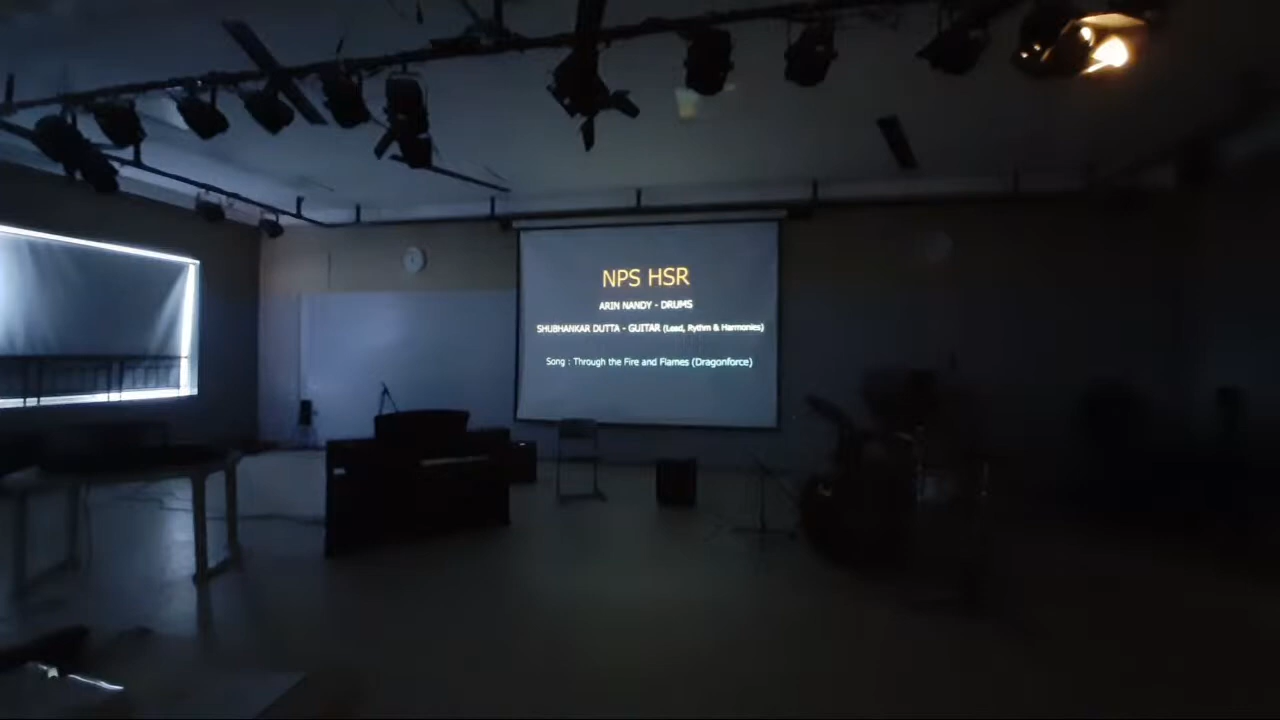 NPS HSR
ARIN NANDY - DRUMS
SHUBHANKAR DUTTA - GUITAR (Lead, Rythm & Harmonies)
Song : Through the Fire and Flames (Dragonforce)